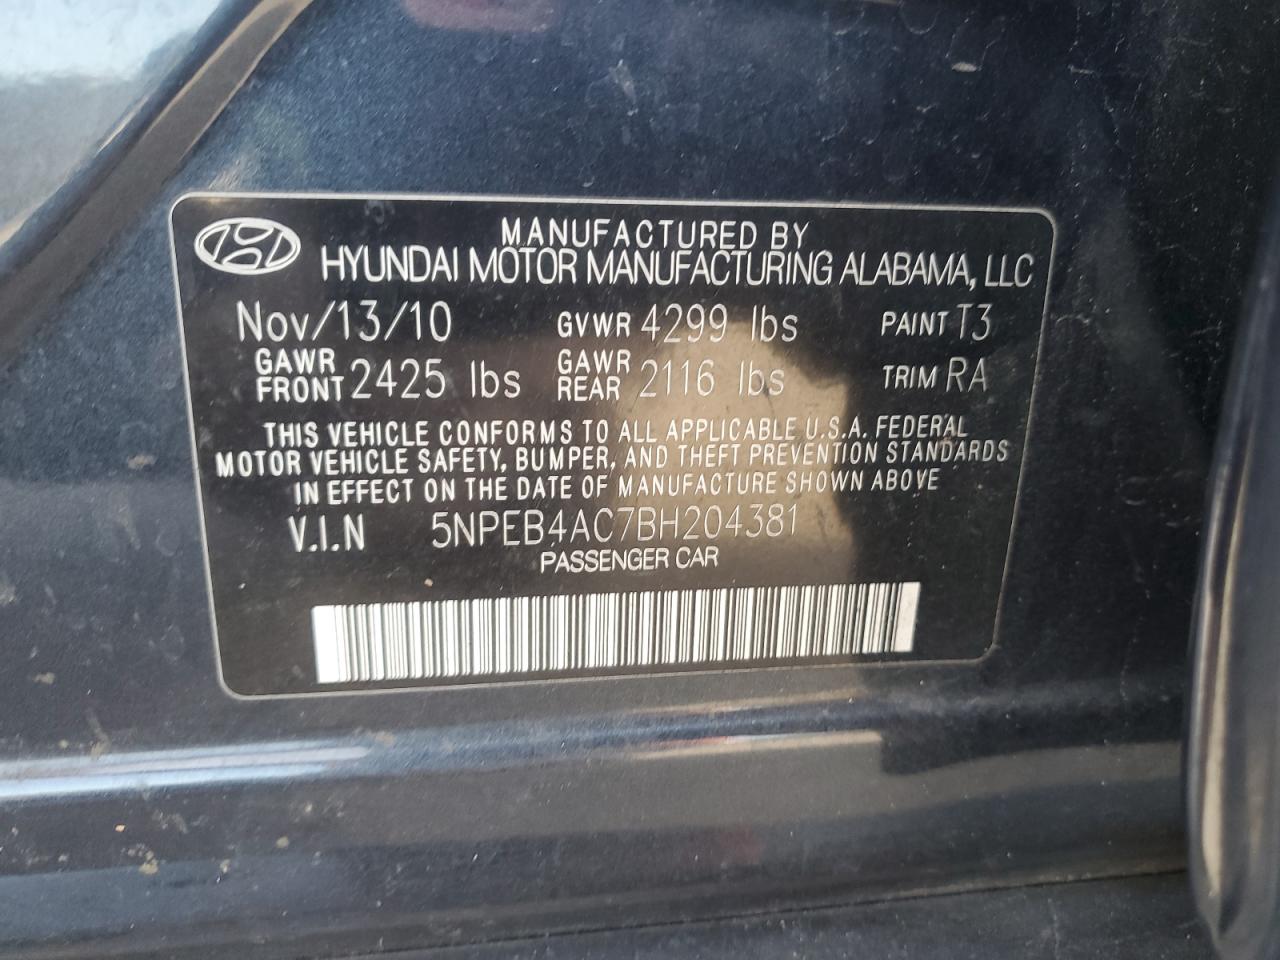 MANUFACTURED BY
HYUNDAI MOTOR MANUFACTURING ALABAMA, LLC
Nov/13/10 GVWR 4299 lbs PAINT T3
GAWR FRONT 2425 lbs GAWR REAR 2116 lbs TRIM RA
THIS VEHICLE CONFORMS TO ALL APPLICABLE U.S.A. FEDERAL
MOTOR VEHICLE SAFETY, BUMPER, AND THEFT PREVENTION STANDARDS
IN EFFECT ON THE DATE OF MANUFACTURE SHOWN ABOVE
V.I.N 5NPEB4AC7BH204381
PASSENGER CAR